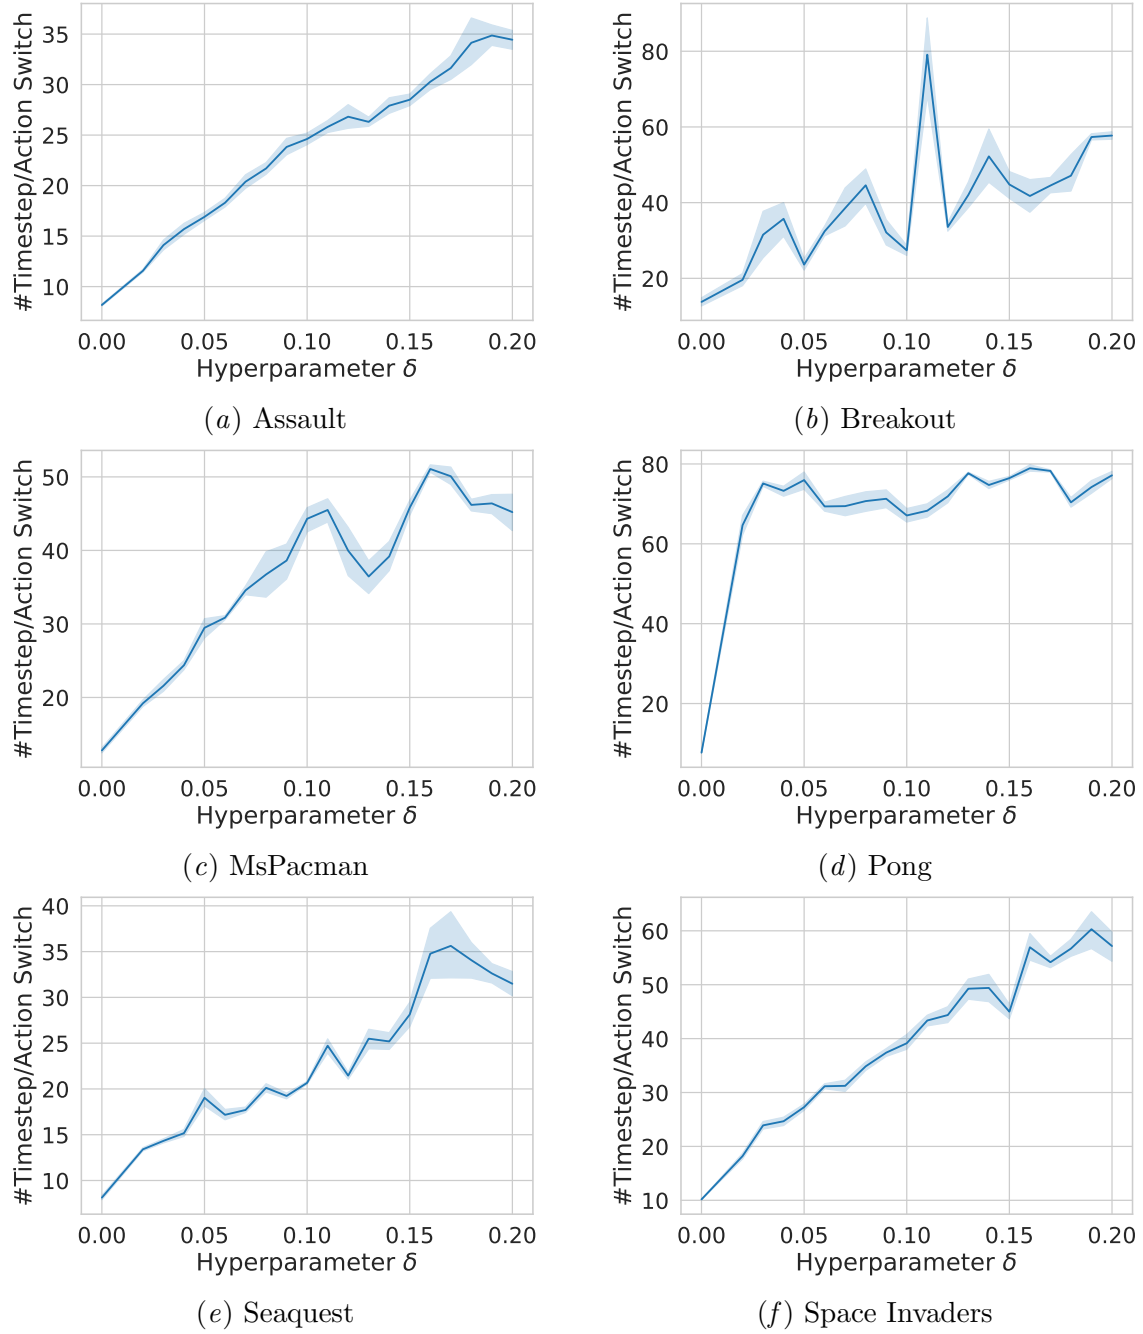 #Timestep/Action Switch
35
30
25
20
15
10
0.00 0.05 0.10 0.15 0.20
Hyperparameter δ
(a) Assault
#Timestep/Action Switch
80
60
40
20
0.00 0.05 0.10 0.15 0.20
Hyperparameter δ
(b) Breakout
#Timestep/Action Switch
50
40
30
20
0.00 0.05 0.10 0.15 0.20
Hyperparameter δ
(c) MsPacman
#Timestep/Action Switch
80
60
40
20
0.00 0.05 0.10 0.15 0.20
Hyperparameter δ
(d) Pong
#Timestep/Action Switch
40
35
30
25
20
15
10
0.00 0.05 0.10 0.15 0.20
Hyperparameter δ
(e) Seaquest
#Timestep/Action Switch
60
50
40
30
20
10
0.00 0.05 0.10 0.15 0.20
Hyperparameter δ
(f) Space Invaders